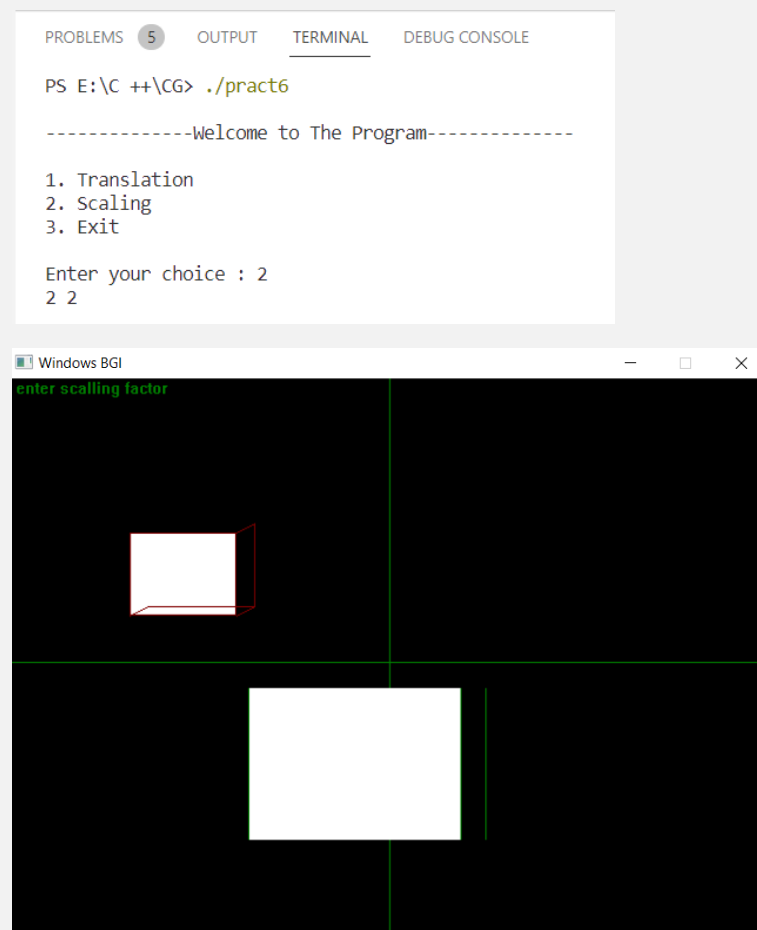 PROBLEMS 5 OUTPUT TERMINAL DEBUG CONSOLE
PS E:\C ++\CG> ./pract6
--------------Welcome to The Program--------------
1. Translation
2. Scaling
3. Exit
Enter your choice : 2
2 2
Windows BGI
enter scalling factor